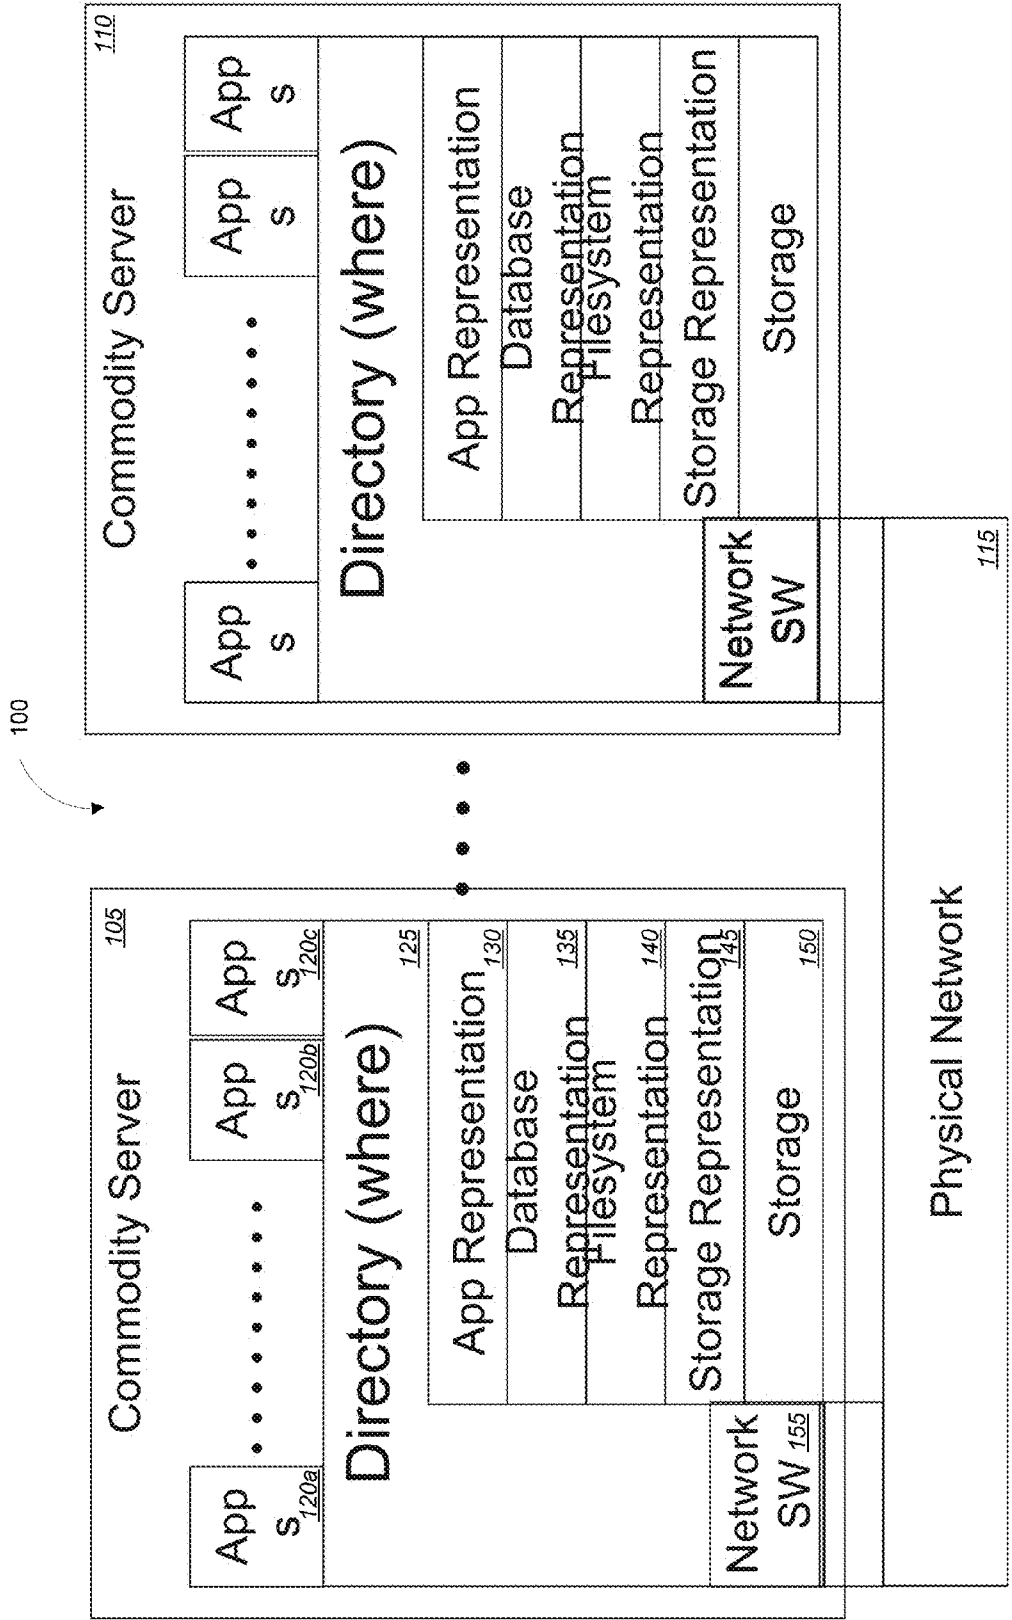 100
Commodity Server
105
App
s 120a
App
s 120b
App
s 120c
Directory (where)
125
App Representation
130
Database
Representation
135
Filesystem
Representation
140
Storage Representation
145
Storage
150
Network
SW 155
Commodity Server
110
App
s
App
s
App
s
Directory (where)
App Representation
Database
Representation
Filesystem
Representation
Storage Representation
Storage
Network
SW
Physical Network
115